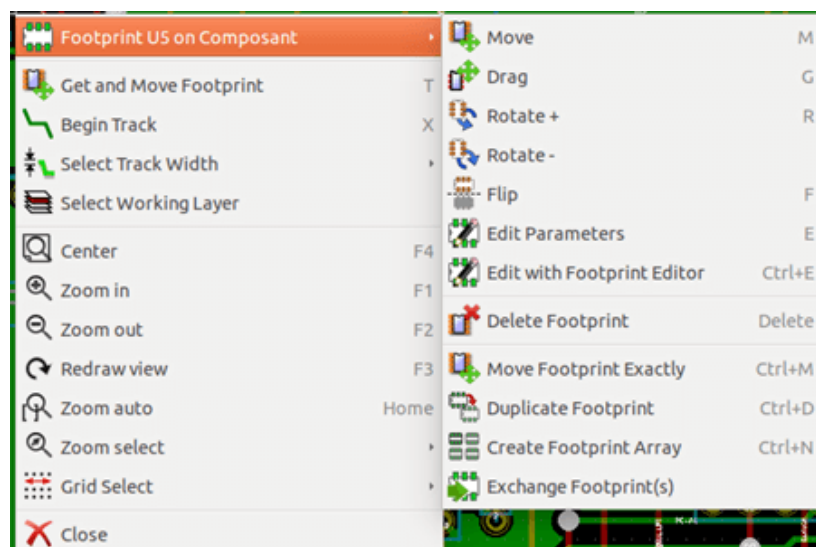 Footprint U5 on Composant
Get and Move Footprint T
Begin Track X
Select Track Width
Select Working Layer
Center F4
Zoom in F1
Zoom out F2
Redraw view F3
Zoom auto Home
Zoom select
Grid Select
Close
Move M
Drag G
Rotate + R
Rotate -
Flip F
Edit Parameters E
Edit with Footprint Editor Ctrl+E
Delete Footprint Delete
Move Footprint Exactly Ctrl+M
Duplicate Footprint Ctrl+D
Create Footprint Array Ctrl+N
Exchange Footprint(s)